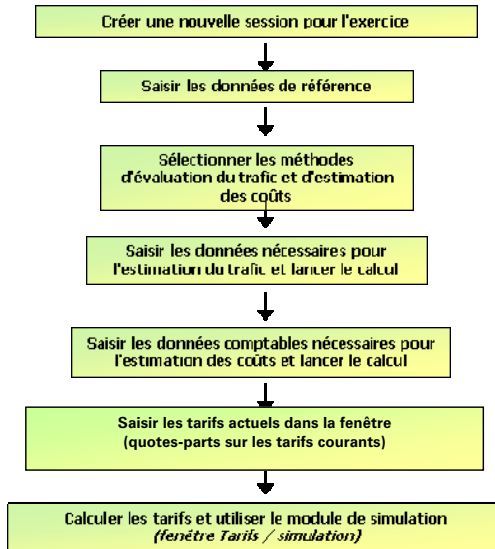 Créer une nouvelle session pour l'exercice
Saisir les données de référence
Sélectionner les méthodes
d'évaluation du trafic et d'estimation
des coûts
Saisir les données nécessaires pour
l'estimation du trafic et lancer le calcul
Saisir les données comptables nécessaires pour
l'estimation des coûts et lancer le calcul
Saisir les tarifs actuels dans la fenêtre
(quotes-parts sur les tarifs courants)
Calculer les tarifs et utiliser le module de simulation
(fenêtre Tarifs / simulation)